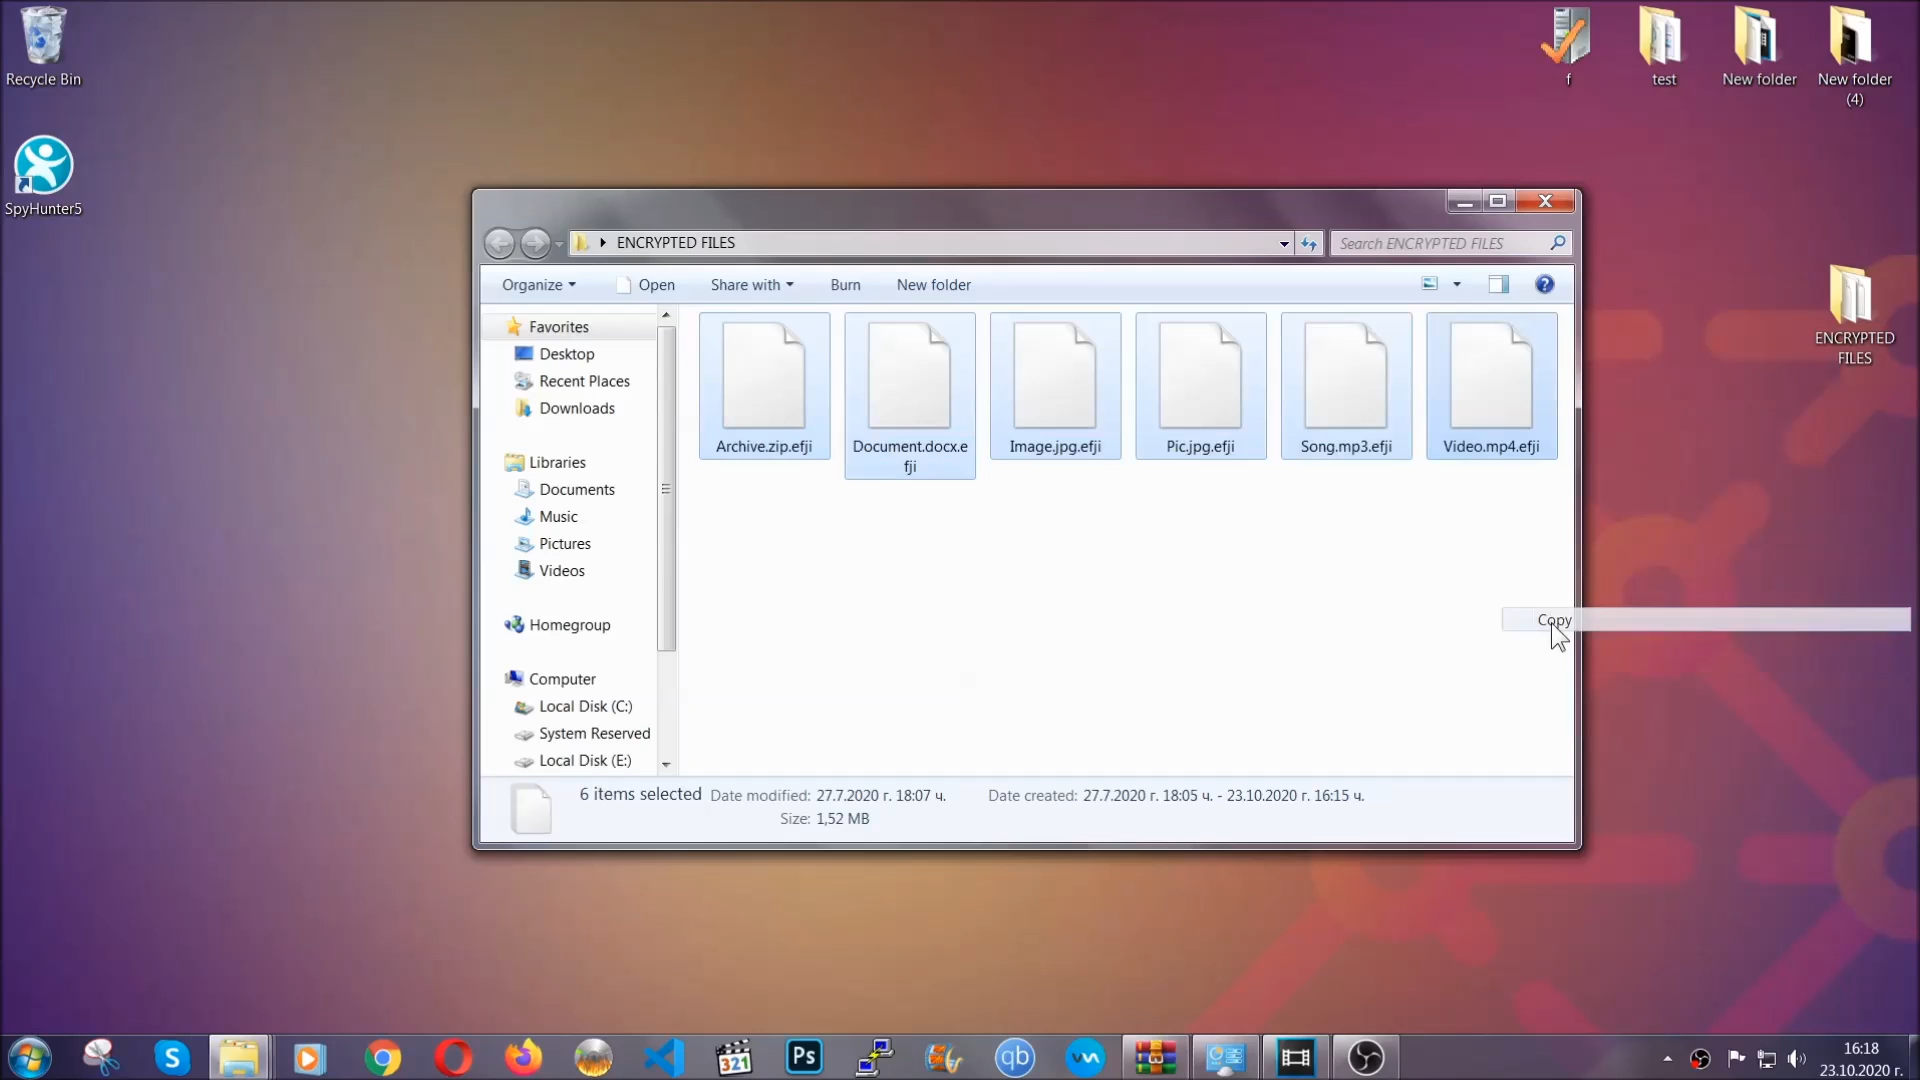 Recycle Bin
SpyHunter5
f
test
New folder
New folder
(4)
ENCRYPTED
FILES
ENCRYPTED FILES
Search ENCRYPTED FILES
Organize
Open
Share with
Burn
New folder
Favorites
Desktop
Recent Places
Downloads
Libraries
Documents
Music
Pictures
Videos
Homegroup
Computer
Local Disk (C:)
System Reserved
Local Disk (E:)
Archive.zip.efji
Document.docx.e
fji
Image.jpg.efji
Pic.jpg.efji
Song.mp3.efji
Video.mp4.efji
Copy
6 items selected
Date modified: 27.7.2020 г. 18:07 ч.
Date created: 27.7.2020 г. 18:05 ч. - 23.10.2020 г. 16:15 ч.
Size: 1,52 MB
S
321
Ps
qb
16:18
23.10.2020 г.